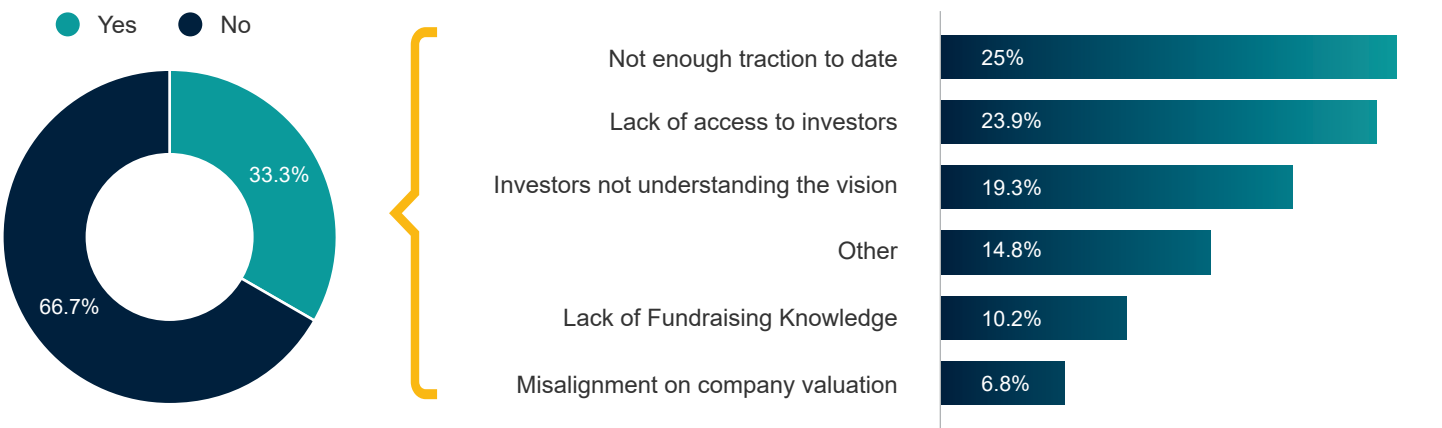 Yes
No
33.3%
66.7%
Not enough traction to date
25%
Lack of access to investors
23.9%
Investors not understanding the vision
19.3%
Other
14.8%
Lack of Fundraising Knowledge
10.2%
Misalignment on company valuation
6.8%